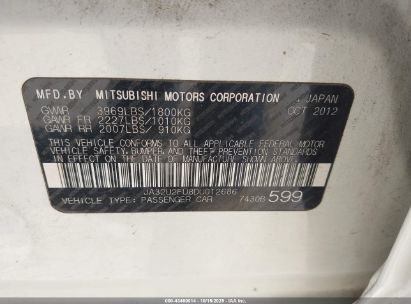 MFD.BY MITSUBISHI MOTORS CORPORATION , JAPAN
GVWR 3969LBS/1800KG OCT 2012
GAWR FR 2227LBS/1010KG
GAWR RR 2007LBS/ 910KG
THIS VEHICLE CONFORMS TO ALL APPLICABLE
FEDERAL MOTOR VEHICLE SAFETY, BUMPER AND
THEFT PREVENTION STANDARDS IN EFFECT ON THE
DATE OF MANUFACTURE SHOWN ABOVE.
VEHICLE TYPE: PASSENGER CAR 7430B 599